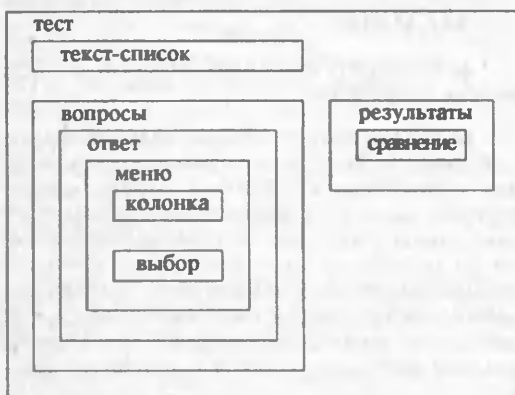 тест
текст-список
вопросы
ответ
меню
колонка
выбор
результаты
сравнение